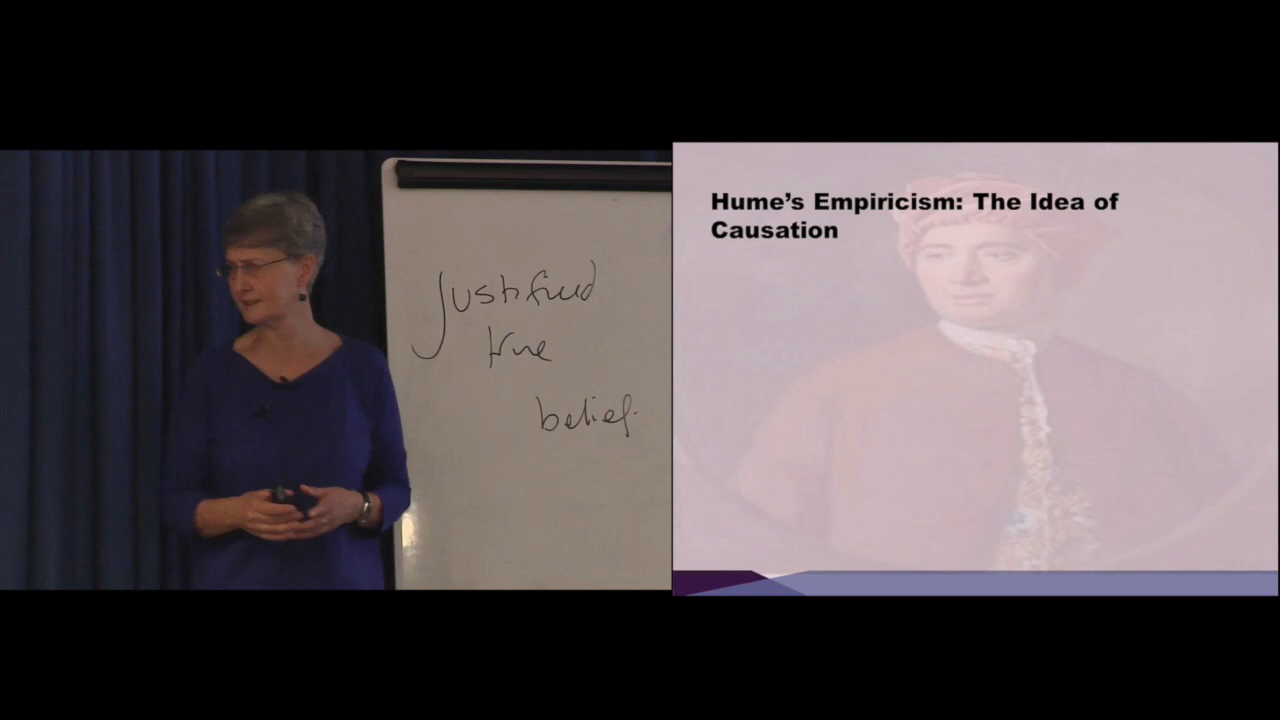 Justified
true
belief.
Hume’s Empiricism: The Idea of
Causation